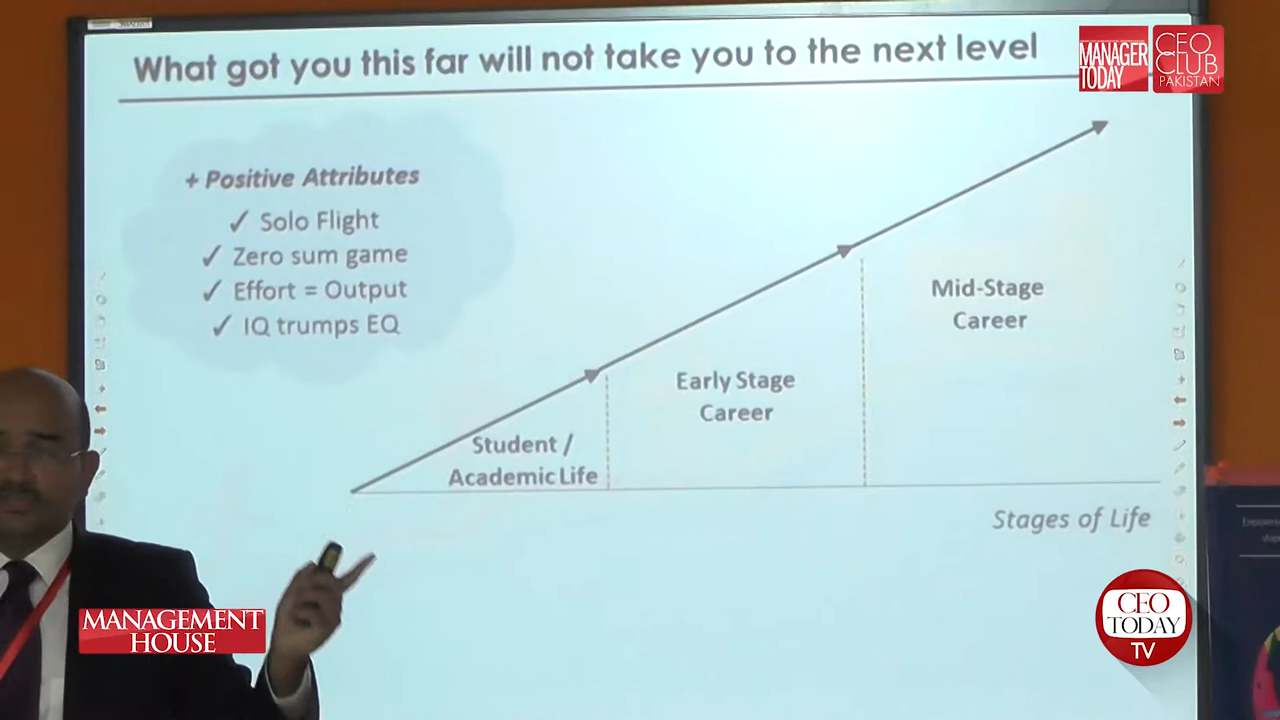 What got you this far will not take you to the next level
MANAGER
TODAY
CEO
CLUB
PAKISTAN
+ Positive Attributes
✓ Solo Flight
✓ Zero sum game
✓ Effort = Output
✓ IQ trumps EQ
Mid-Stage
Career
Early Stage
Career
Student /
Academic Life
Stages of Life
MANAGEMENT
HOUSE
CEO
TODAY
TV